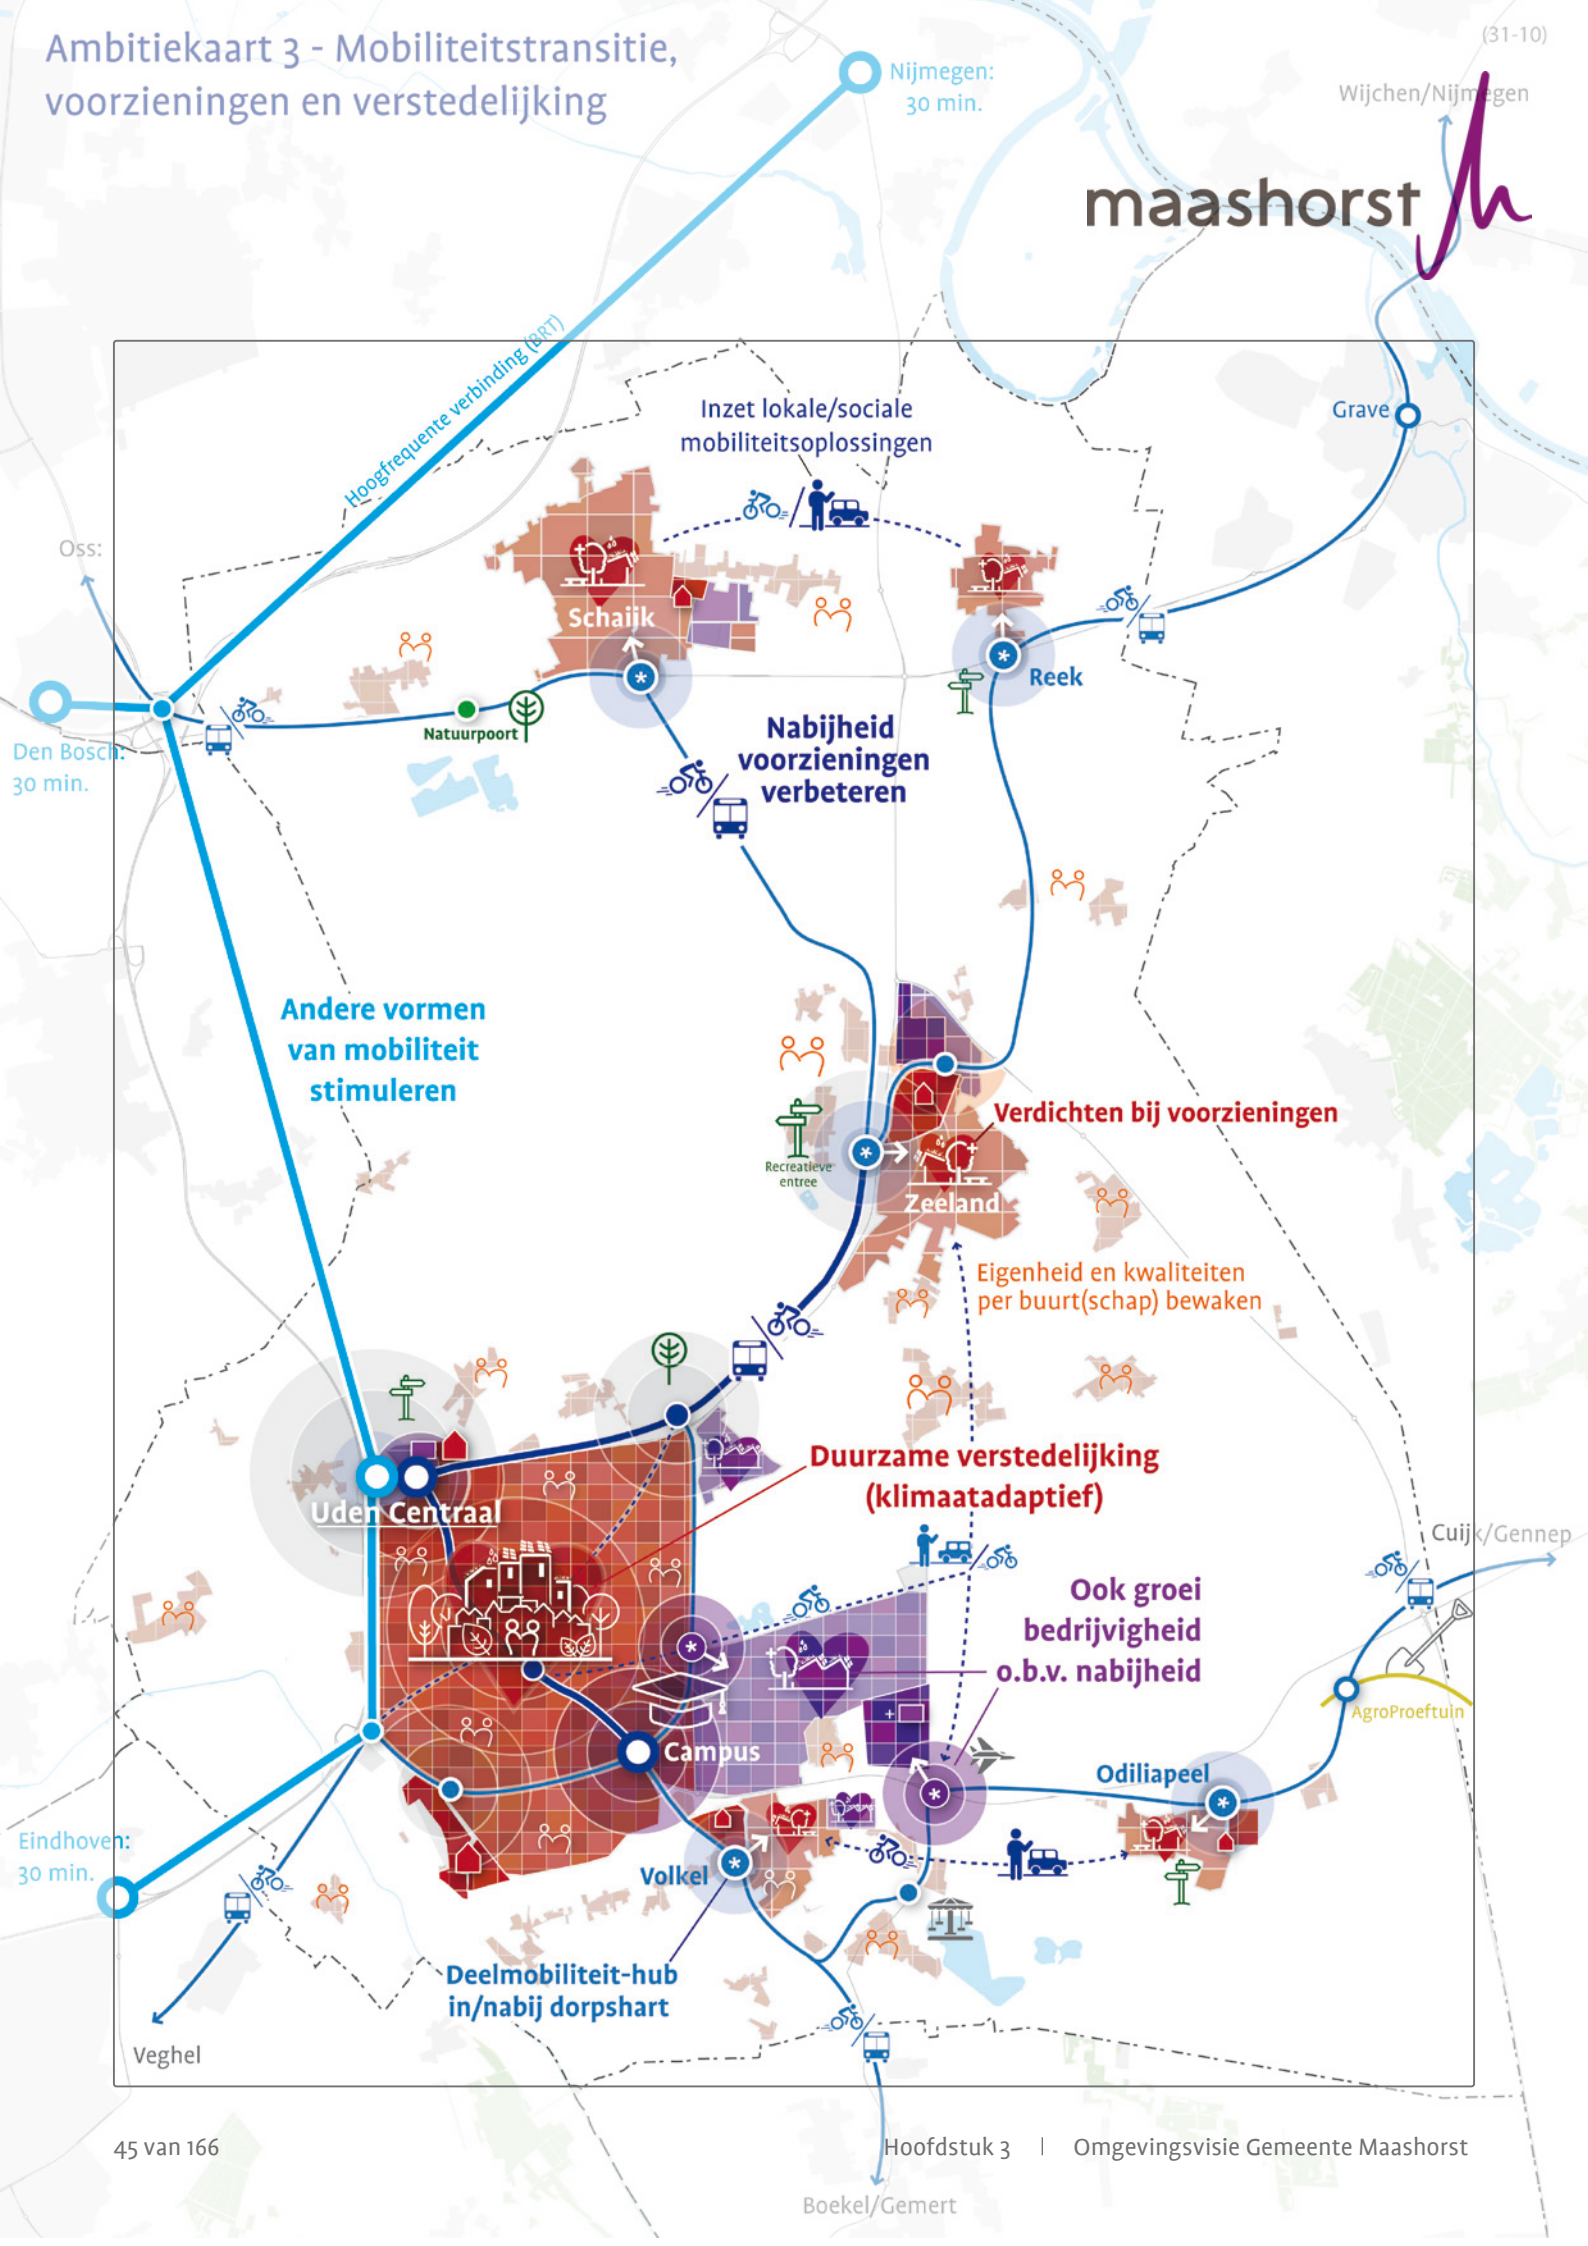 Ambitiekaart 3 - Mobiliteitstransitie,
voorzieningen en verstedelijking
(31-10)
Nijmegen:
30 min.
Wijchen/Nijmegen
maashorst
Hoogfrequente verbinding (BRT)
Inzet lokale/sociale
mobiliteitsoplossingen
Grave
Oss:
Schaijk
Reek
Natuurpoort
Den Bosch:
30 min.
Nabijheid
voorzieningen
verbeteren
Andere vormen
van mobiliteit
stimuleren
Verdichten bij voorzieningen
Recreatieve
entree
Zeeland
Eigenheid en kwaliteiten
per buurt(schap) bewaken
Duurzame verstedelijking
(klimaatadaptief)
Uden Centraal
Cuijk/Gennep
Ook groei
bedrijvigheid
o.b.v. nabijheid
AgroProeftuin
Campus
Odiliapeel
Eindhoven:
30 min.
Volkel
Deelmobiliteit-hub
in/nabij dorpshart
Veghel
45 van 166
Hoofdstuk 3 | Omgevingsvisie Gemeente Maashorst
Boekel/Gemert